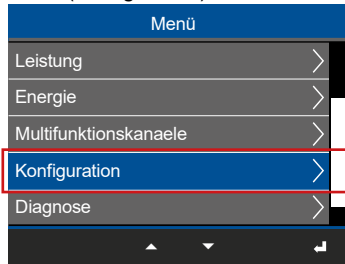 Menü
Leistung
Energie
Multifunktionskanaele
Konfiguration
Diagnose